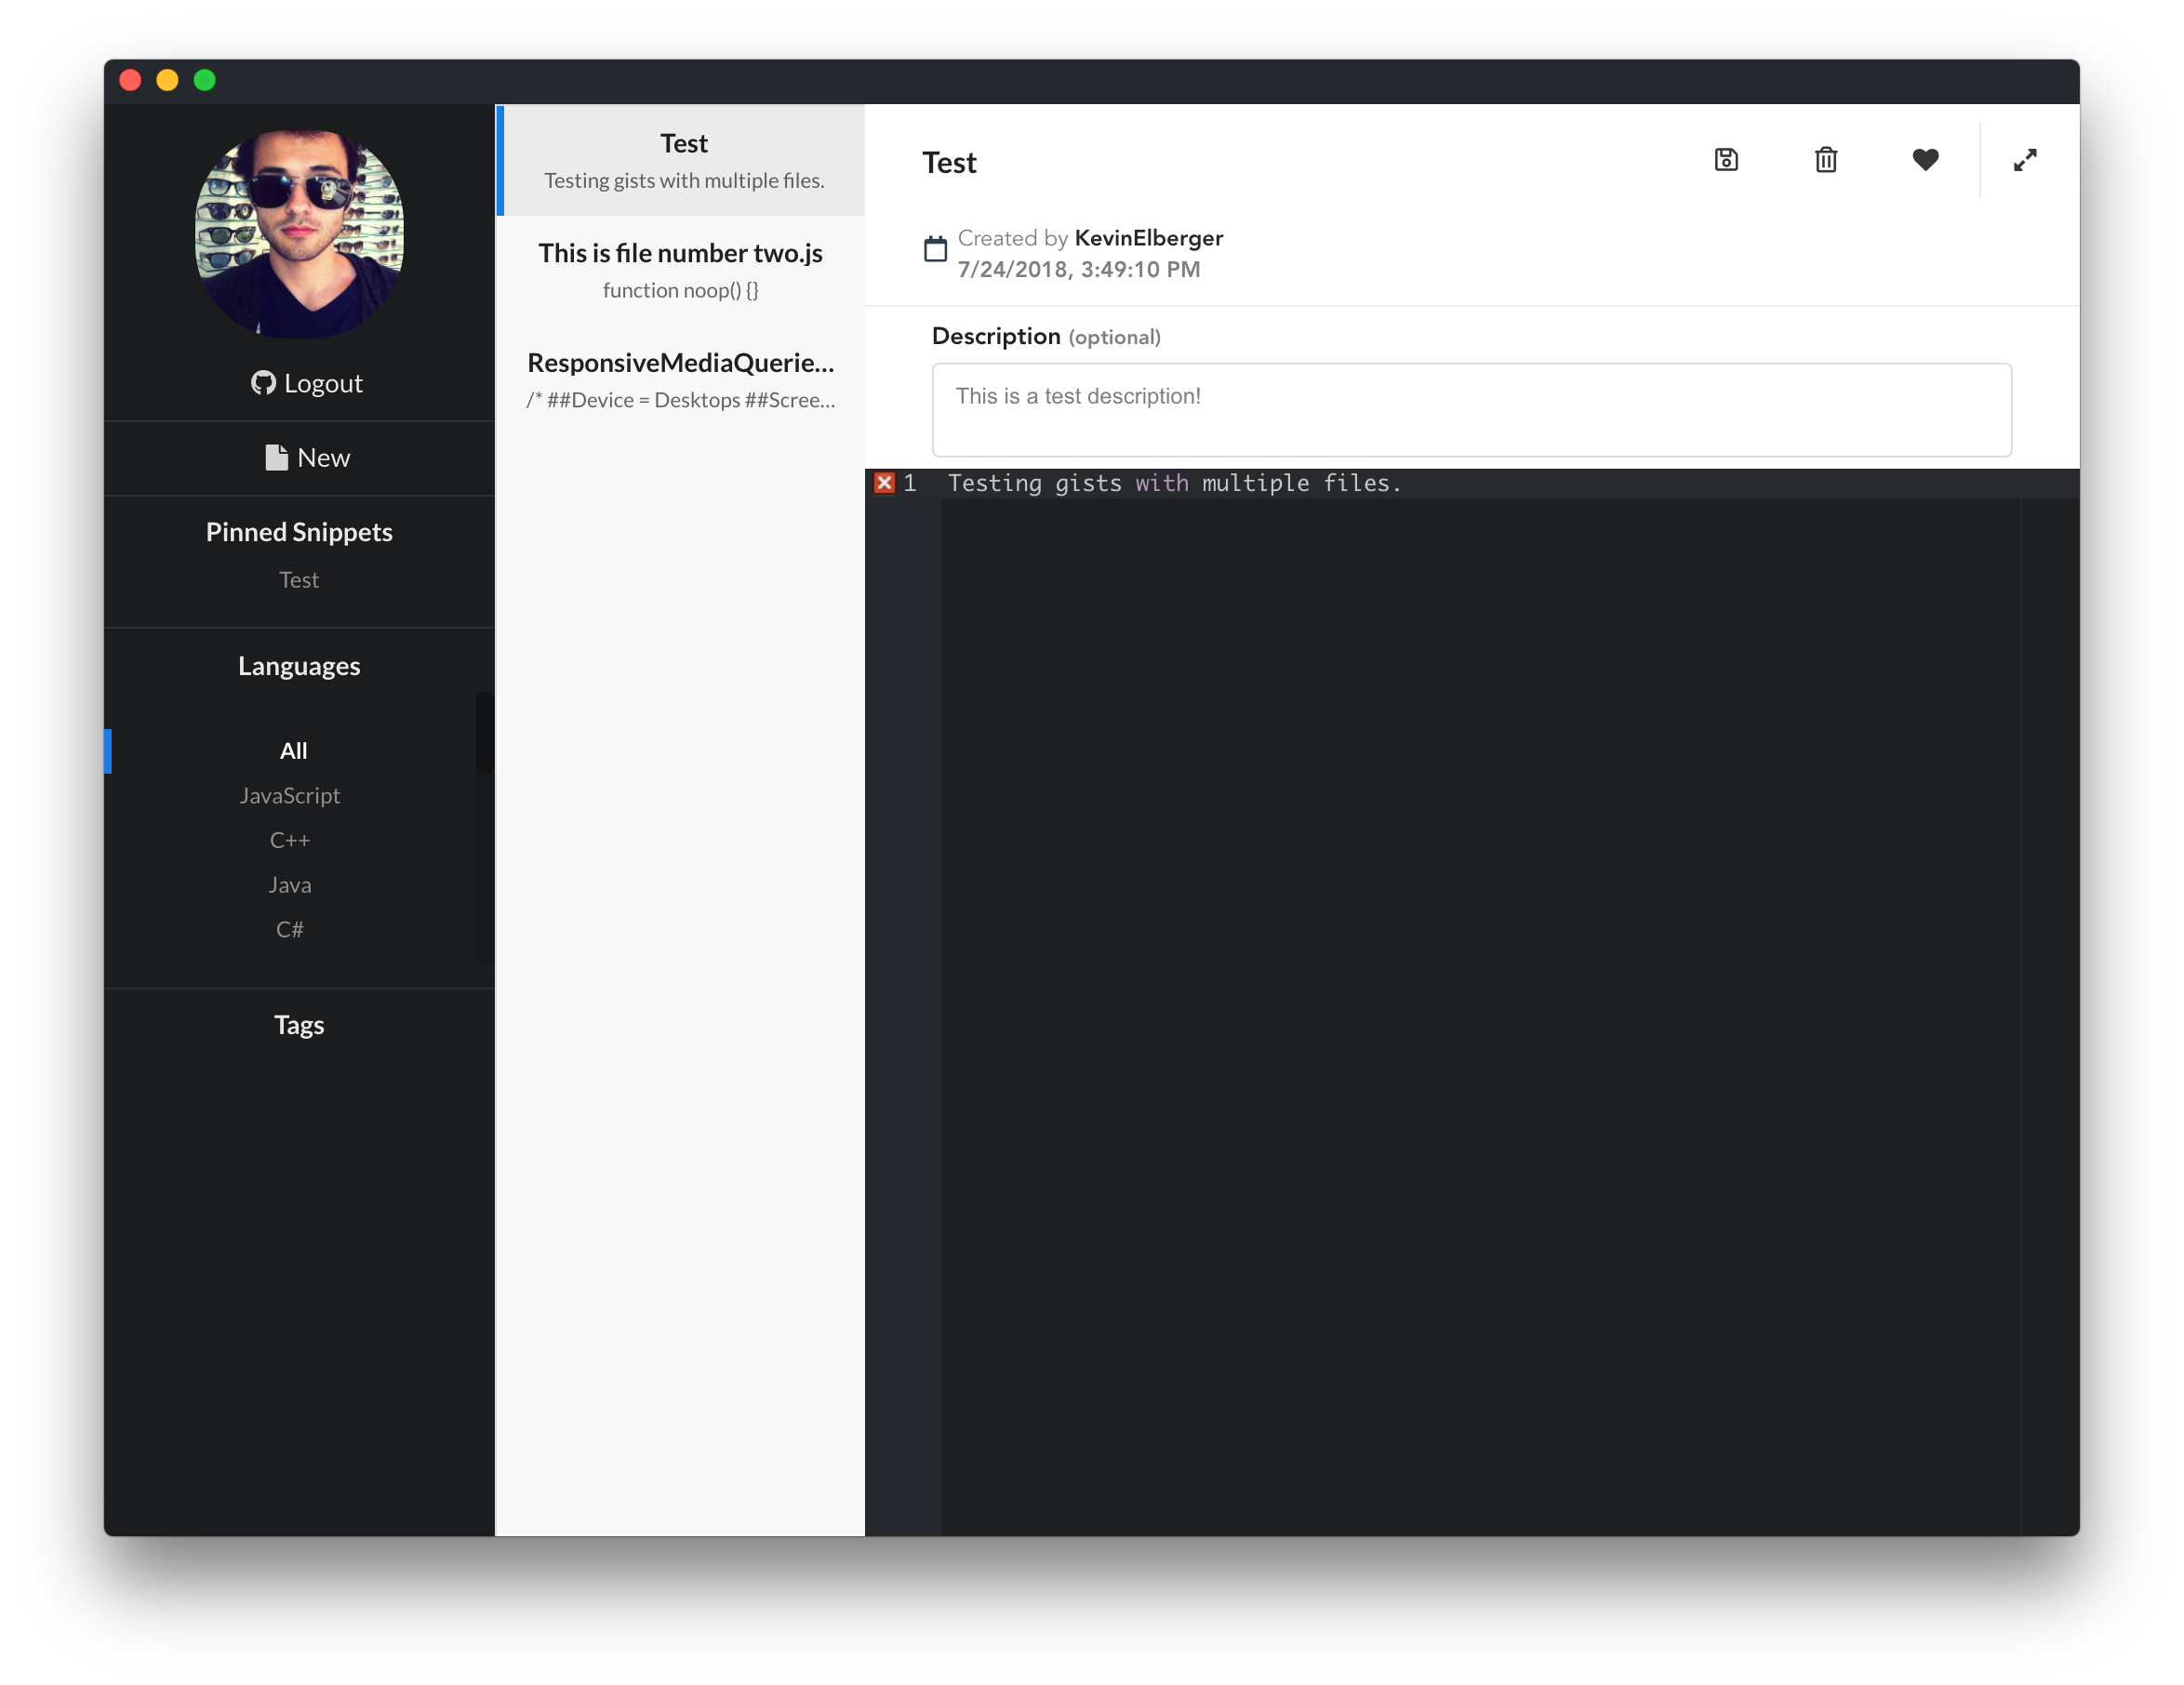 Logout
New
Pinned Snippets
Test
Languages
All
JavaScript
C++
Java
C#
Tags
Test
Testing gists with multiple files.
This is file number two.js
function noop() {}
ResponsiveMediaQuerie...
/* ##Device = Desktops ##Scree...
Test
Created by KevinElberger
7/24/2018, 3:49:10 PM
Description (optional)
This is a test description!
1 Testing gists with multiple files.